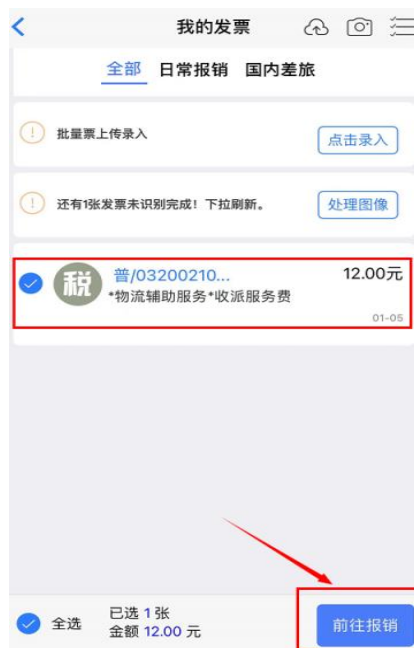 我的发票
全部 日常报销 国内差旅
批量票上传录入
点击录入
还有1张发票未识别完成！下拉刷新。
处理图像
税
普/03200210...
12.00元
*物流辅助服务*收派服务费
01-05
全选
已选 1 张
金额 12.00 元
前往报销